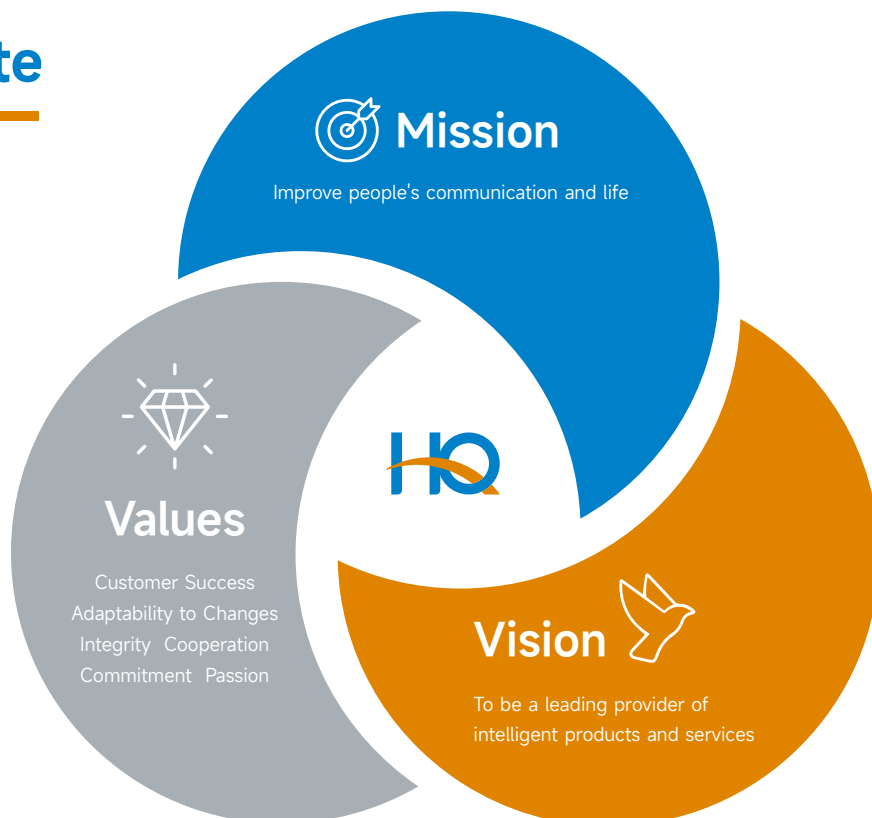 te
Mission
Improve people's communication and life
HQ
Values
Customer Success
Adaptability to Changes
Integrity Cooperation
Commitment Passion
Vision
To be a leading provider of
intelligent products and services